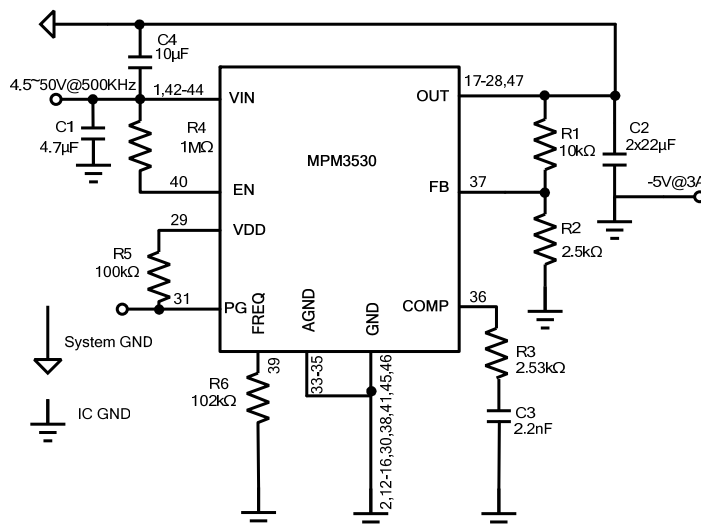 C4
10µF
4.5~50V@500KHz
1,42-44
17-28,47
VIN
OUT
C1
4.7µF
R4
1MΩ
R1
10kΩ
C2
2x22µF
MPM3530
40
EN
FB
37
-5V@3A
29
VDD
R2
2.5kΩ
R5
100kΩ
31
PG
FREQ
AGND
GND
COMP
36
System GND
IC GND
39
33-35
2,12-16,30,38,41,45,46
R6
102kΩ
R3
2.53kΩ
C3
2.2nF